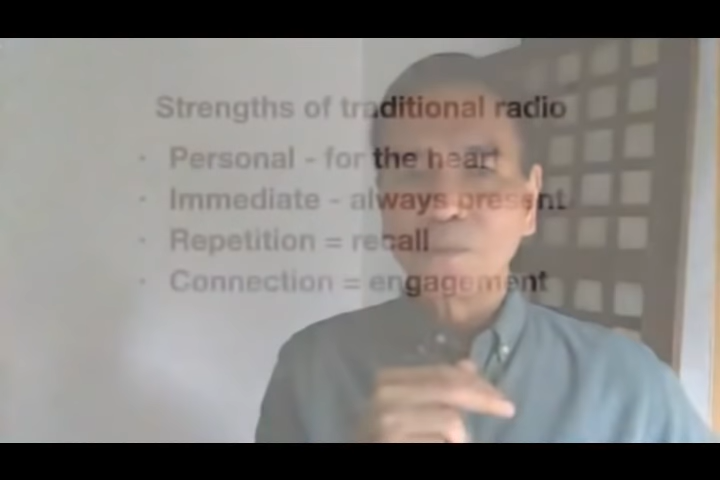 Strengths of traditional radio
· Personal - for the heart
· Immediate - always present
· Repetition = recall
· Connection = engagement